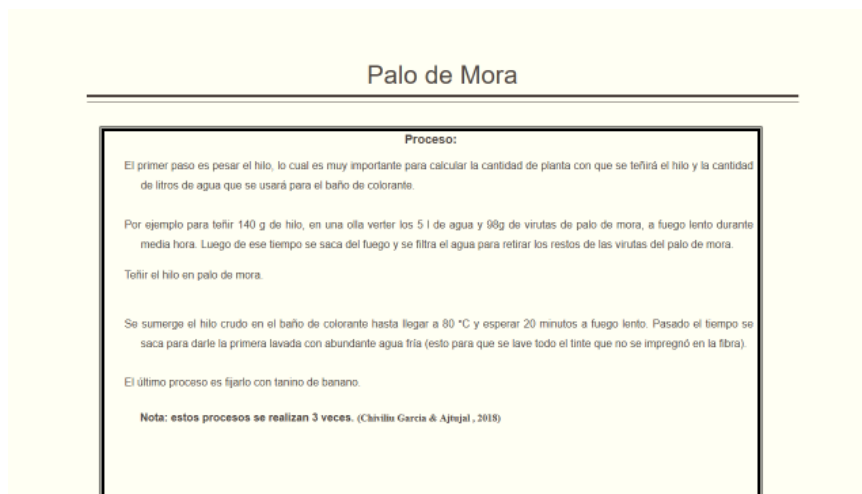 Palo de Mora
Proceso:
El primer paso es pesar el hilo, lo cual es muy importante para calcular la cantidad de planta con que se teñirá el hilo y la cantidad
de litros de agua que se usará para el baño de colorante.
Por ejemplo para teñir 140 g de hilo, en una olla verter los 5 l de agua y 98g de virutas de palo de mora, a fuego lento durante
media hora. Luego de ese tiempo se saca del fuego y se filtra el agua para retirar los restos de las virutas del palo de mora.
Teñir el hilo en palo de mora.
Se sumerge el hilo crudo en el baño de colorante hasta llegar a 80 °C y esperar 20 minutos a fuego lento. Pasado el tiempo se
saca para darle la primera lavada con abundante agua fría (esto para que se lave todo el tinte que no se impregnó en la fibra).
El último proceso es fijarlo con tanino de banano.
Nota: estos procesos se realizan 3 veces. (Chiviliu Garcia & Ajtujal , 2018)